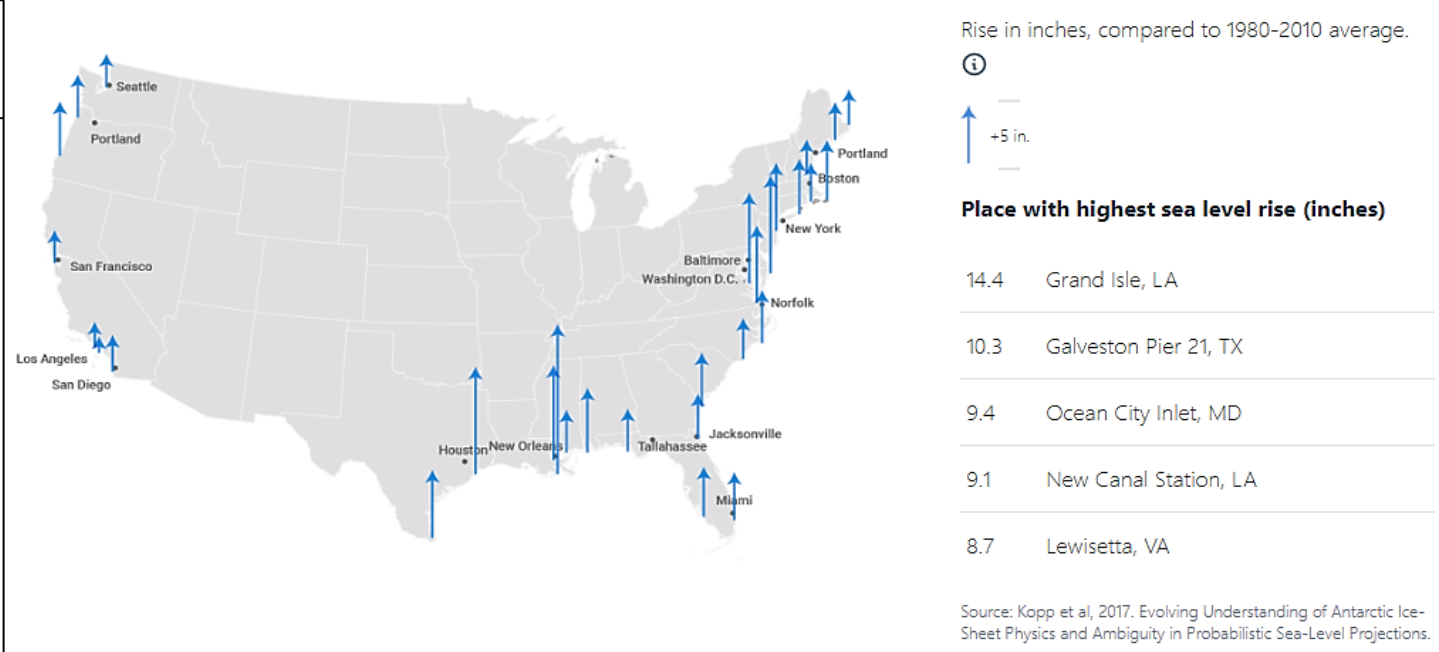 Seattle
Portland
San Francisco
Los Angeles
San Diego
Houston
New Orleans
Tallahassee
Jacksonville
Miami
Norfolk
Washington D.C.
Baltimore
New York
Boston
Portland
Rise in inches, compared to 1980-2010 average.
+5 in.
Place with highest sea level rise (inches)
14.4 Grand Isle, LA
10.3 Galveston Pier 21, TX
9.4 Ocean City Inlet, MD
9.1 New Canal Station, LA
8.7 Lewisetta, VA
Source: Kopp et al, 2017. Evolving Understanding of Antarctic Ice-
Sheet Physics and Ambiguity in Probabilistic Sea-Level Projections.